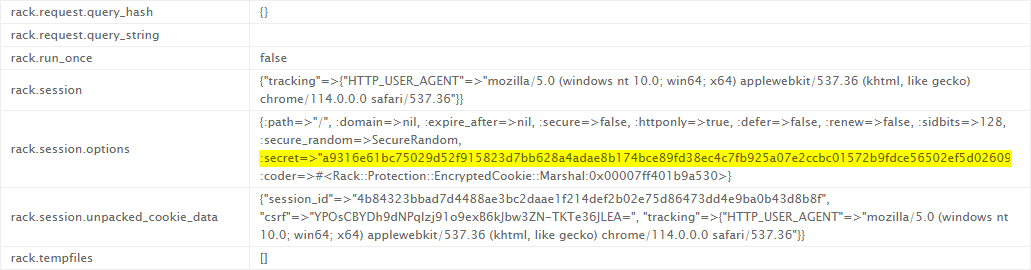 rack.request.query_hash {}
rack.request.query_string
rack.run_once false
rack.session {"tracking"=>{"HTTP_USER_AGENT"=>"mozilla/5.0 (windows nt 10.0; win64; x64) applewebkit/537.36 (khtml, like gecko)
chrome/114.0.0.0 safari/537.36"}}
rack.session.options {:path=>"/", :domain=>nil, :expire_after=>nil, :secure=>false, :httponly=>true, :defer=>false, :renew=>false, :sidbits=>128,
:secure_random=>SecureRandom,
:secret=>"a9316e61bc75029d52f915823d7bb628a4adae8b174bce89fd38ec4c7fb925a07e2ccbc01572b9fdce56502ef5d02609
:coder=>#<Rack::Protection::EncryptedCookie::Marshal:0x00007ff401b9a530>}
rack.session.unpacked_cookie_data {"session_id"=>"4b84323bbad7d4488ae3bc2daae1f214def2b02e75d86473dd4e9ba0b43d8b8f",
"csrf"=>"YPOsCBYDh9dNPqIzj91o9exB6kJbw3ZN-TKTe36JLEA=", "tracking"=>{"HTTP_USER_AGENT"=>"mozilla/5.0 (windows nt
10.0; win64; x64) applewebkit/537.36 (khtml, like gecko) chrome/114.0.0.0 safari/537.36"}}
rack.tempfiles []